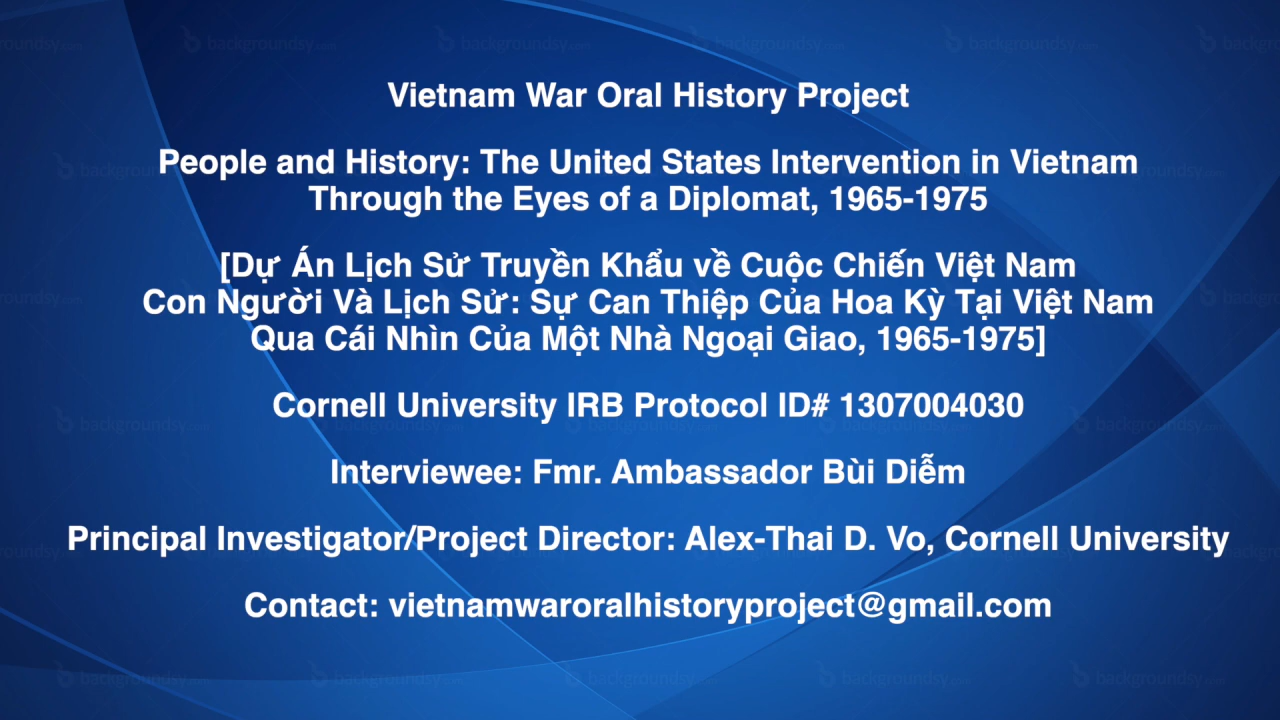 Vietnam War Oral History Project
People and History: The United States Intervention in Vietnam
Through the Eyes of a Diplomat, 1965-1975
[Dự Án Lịch Sử Truyền Khẩu về Cuộc Chiến Việt Nam
Con Người Và Lịch Sử: Sự Can Thiệp Của Hoa Kỳ Tại Việt Nam
Qua Cái Nhìn Của Một Nhà Ngoại Giao, 1965-1975]
Cornell University IRB Protocol ID# 1307004030
Interviewee: Fmr. Ambassador Bùi Diễm
Principal Investigator/Project Director: Alex-Thai D. Vo, Cornell University
Contact: vietnamwaroralhistoryproject@gmail.com
backgroundsy.com